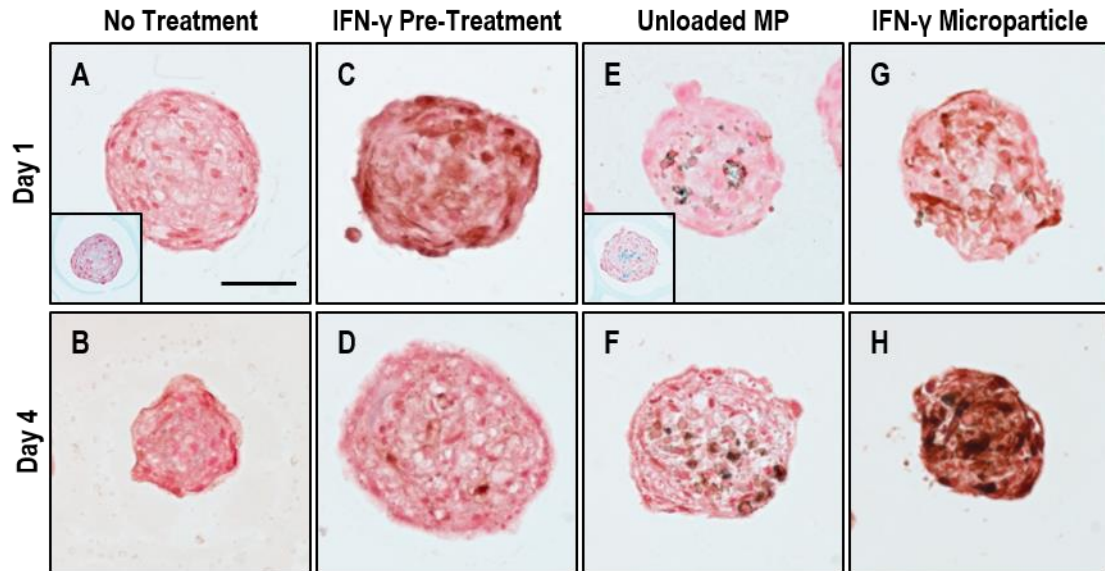 No Treatment IFN-γ Pre-Treatment Unloaded MP IFN-γ Microparticle
Day 1
A C E G
Day 4
B D F H